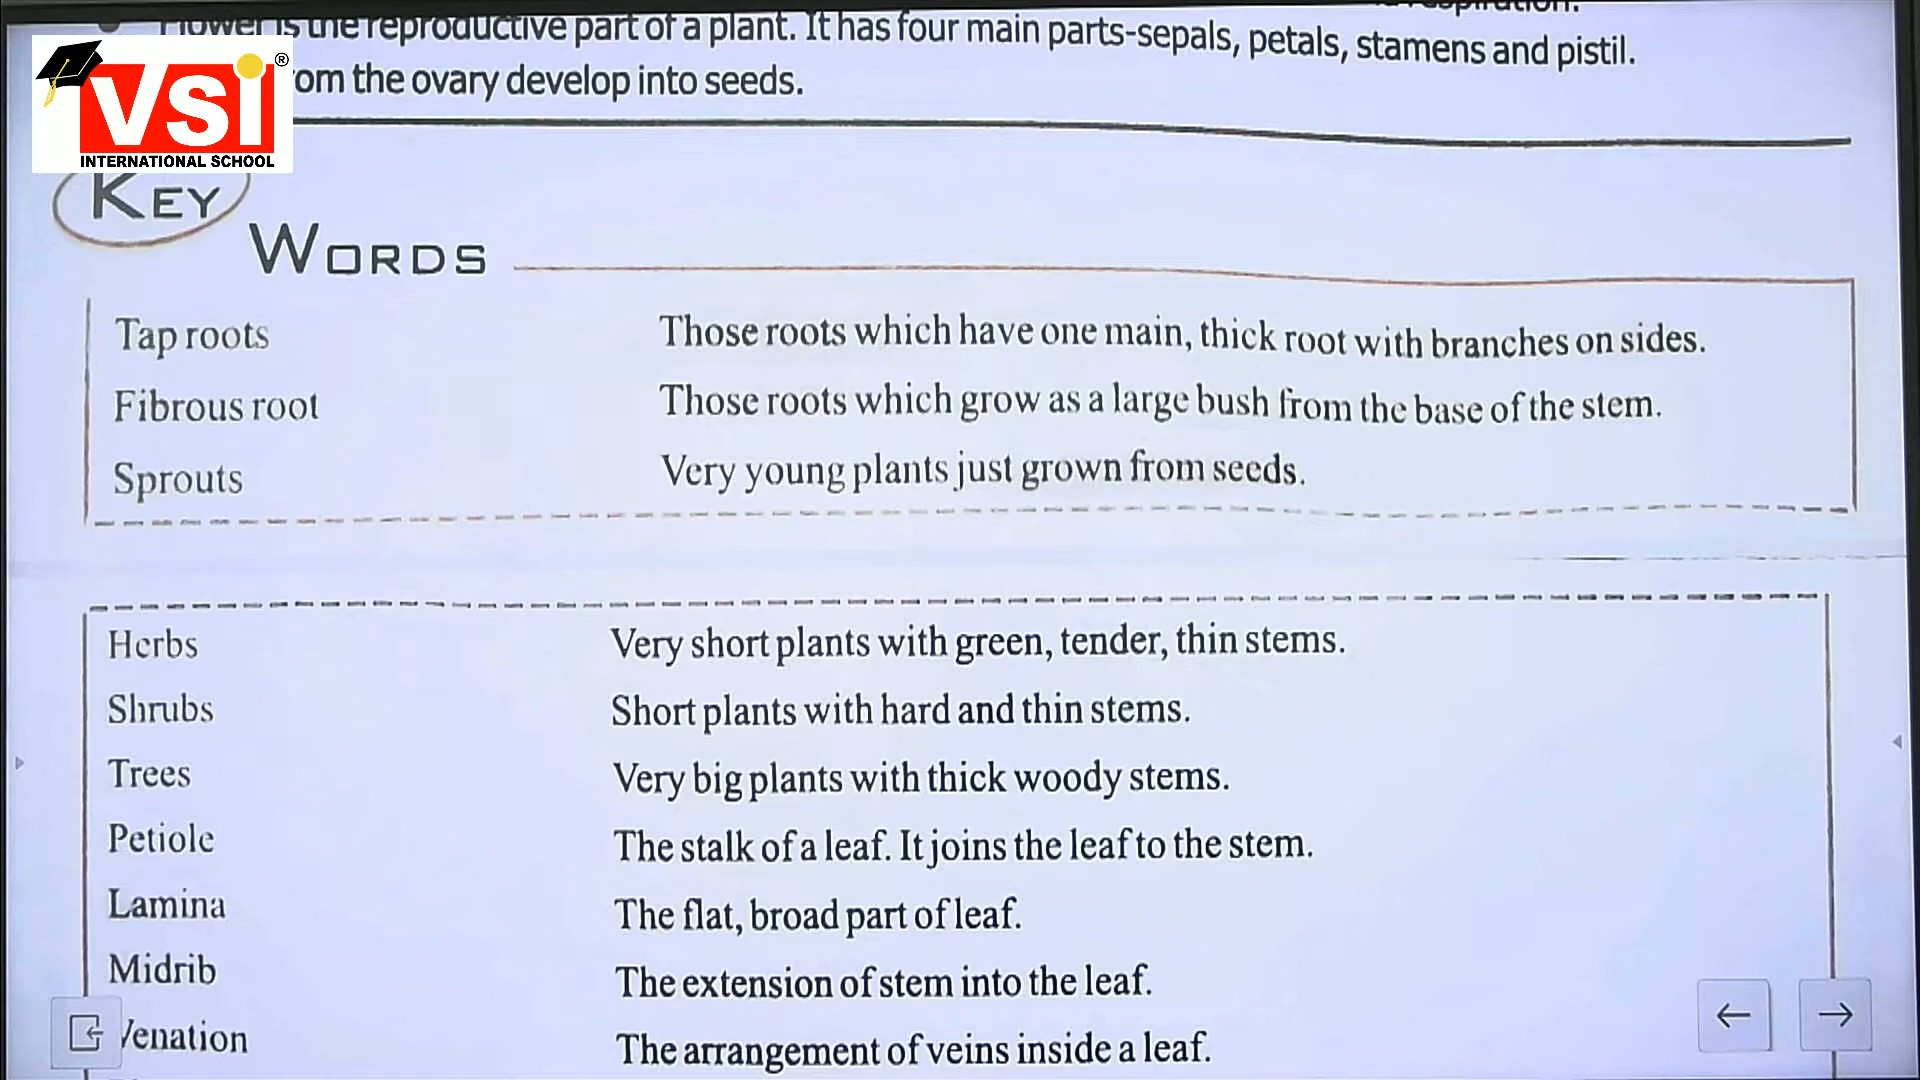 Flower is the reproductive part of a plant. It has four main parts-sepals, petals, stamens and pistil.
om the ovary develop into seeds.
vsi®
INTERNATIONAL SCHOOL
KEY
WORDS
Tap roots Those roots which have one main, thick root with branches on sides.
Fibrous root Those roots which grow as a large bush from the base of the stem.
Sprouts Very young plants just grown from seeds.
Herbs Very short plants with green, tender, thin stems.
Shrubs Short plants with hard and thin stems.
Trees Very big plants with thick woody stems.
Petiole The stalk of a leaf. It joins the leaf to the stem.
Lamina The flat, broad part of leaf.
Midrib The extension of stem into the leaf.
Venation The arrangement of veins inside a leaf.